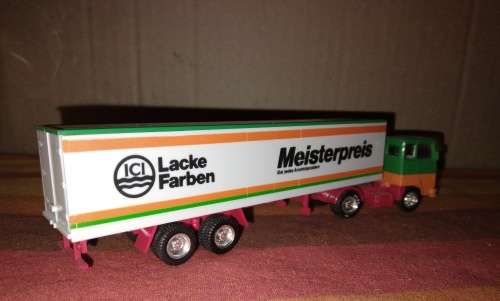 ICI
Lacke
Farben
Meisterpreis